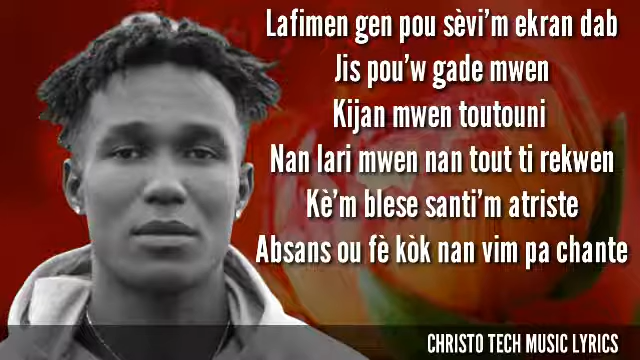 Lafimen gen pou sèvi’m ekran dab
Jis pou’w gade mwen
Kijan mwen toutouni
Nan lari mwen nan tout ti rekwen
Kè’m blese santi’m atriste
Absans ou fè kòk nan vim pa chante
CHRISTO TECH MUSIC LYRICS